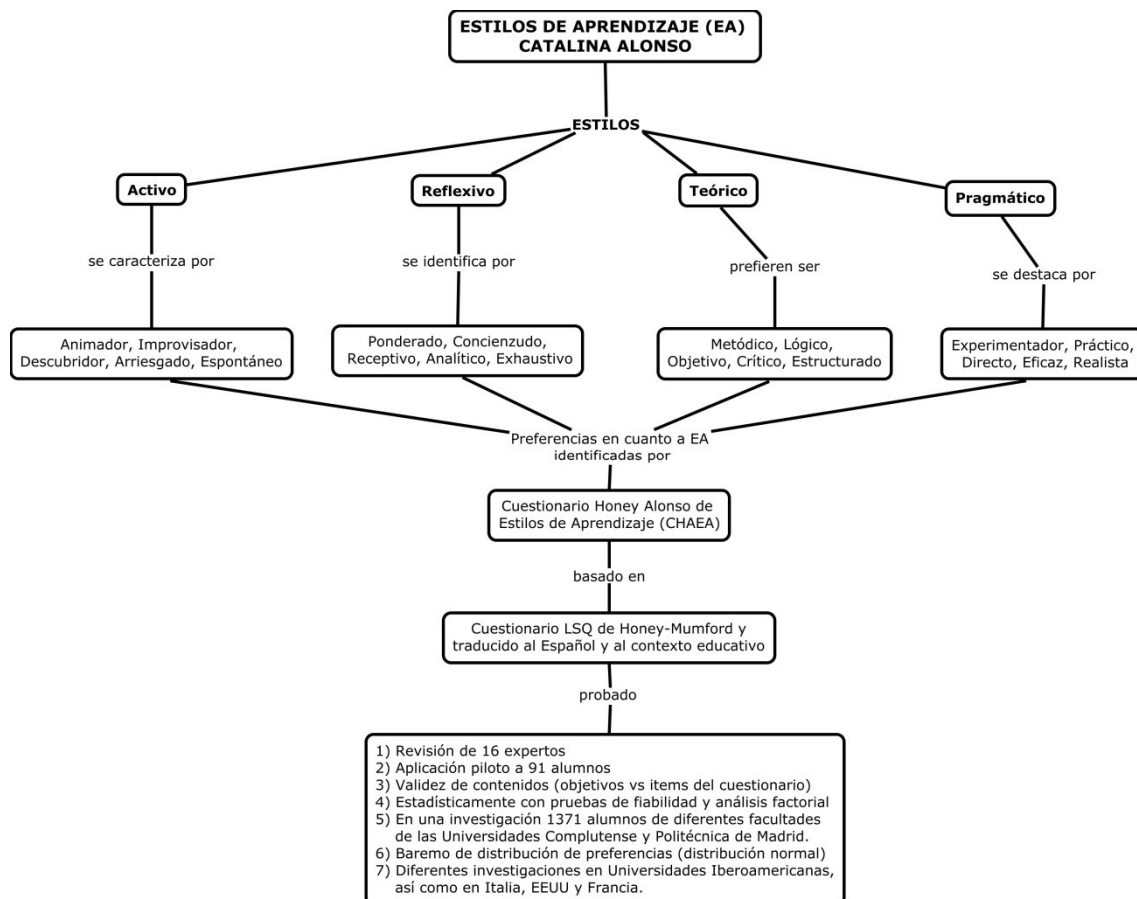 ESTILOS DE APRENDIZAJE (EA)
CATALINA ALONSO
ESTILOS
Activo
Reflexivo
Teórico
Pragmático
se caracteriza por
se identifica por
prefieren ser
se destaca por
Animador, Improvisador,
Descubridor, Arriesgado, Espontáneo
Ponderado, Concienzudo,
Receptivo, Analítico, Exhaustivo
Metódico, Lógico,
Objetivo, Crítico, Estructurado
Experimentador, Práctico,
Directo, Eficaz, Realista
Preferencias en cuanto a EA
identificadas por
Cuestionario Honey Alonso de
Estilos de Aprendizaje (CHAEA)
basado en
Cuestionario LSQ de Honey-Mumford y
traducido al Español y al contexto educativo
probado
1) Revisión de 16 expertos
2) Aplicación piloto a 91 alumnos
3) Validez de contenidos (objetivos vs items del cuestionario)
4) Estadísticamente con pruebas de fiabilidad y análisis factorial
5) En una investigación 1371 alumnos de diferentes facultades
de las Universidades Complutense y Politécnica de Madrid.
6) Baremo de distribución de preferencias (distribución normal)
7) Diferentes investigaciones en Universidades Iberoamericanas,
así como en Italia, EEUU y Francia.